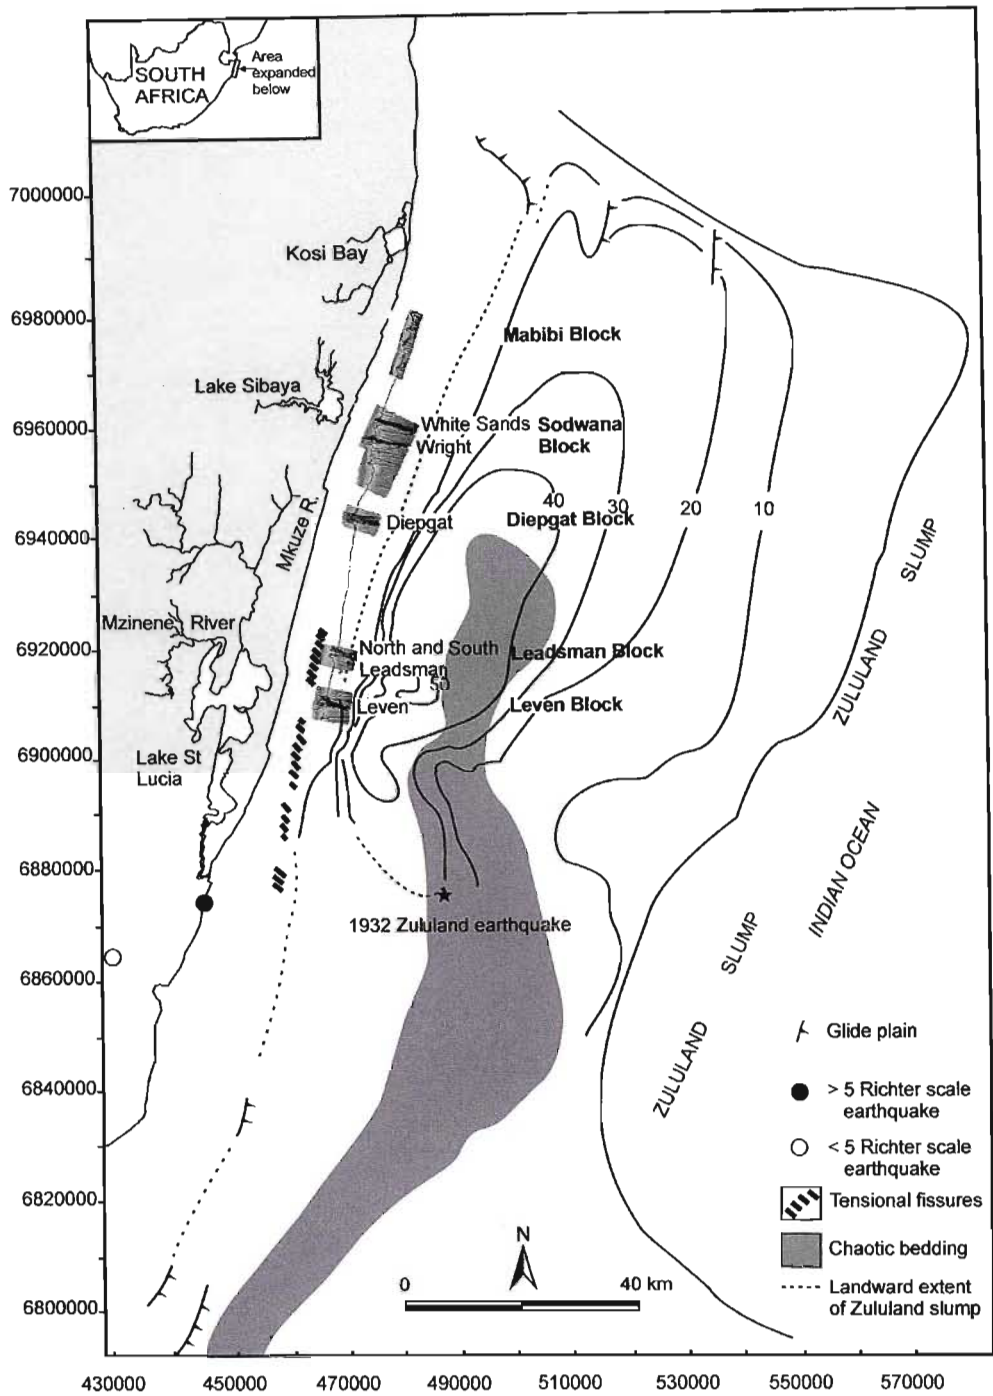 SOUTH
AFRICA
Area
expanded
below
7000000
Kosi Bay
6980000
Mabibi Block
Lake Sibaya
6960000
White Sands
Wright
Sodwana
Block
40
30
20
10
Diepgat
Diepgat Block
6940000
Mkuze R.
SLUMP
Mzinene River
6920000
North and South
Leadsman
Leadsman Block
ZULULAND
50
Leven
Leven Block
6900000
Lake St
Lucia
6880000
1932 Zululand earthquake
INDIAN OCEAN
SLUMP
6860000
ZULULAND
Glide plain
6840000
> 5 Richter scale
earthquake
< 5 Richter scale
earthquake
6820000
Tensional fissures
N
Chaotic bedding
0
40 km
Landward extent
of Zululand slump
6800000
430000
450000
470000
490000
510000
530000
550000
570000